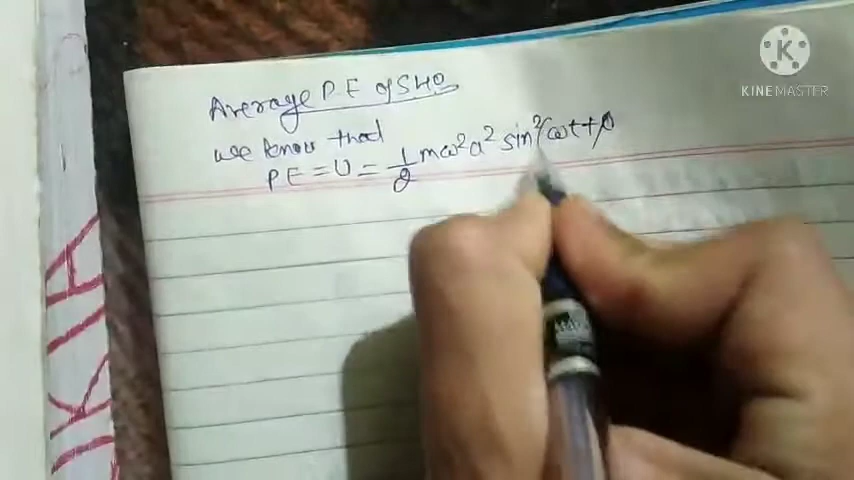 KINEMASTER
Average P E of SHO
we know that
PE = U = 1/2 mω²a² sin²(ωt+φ